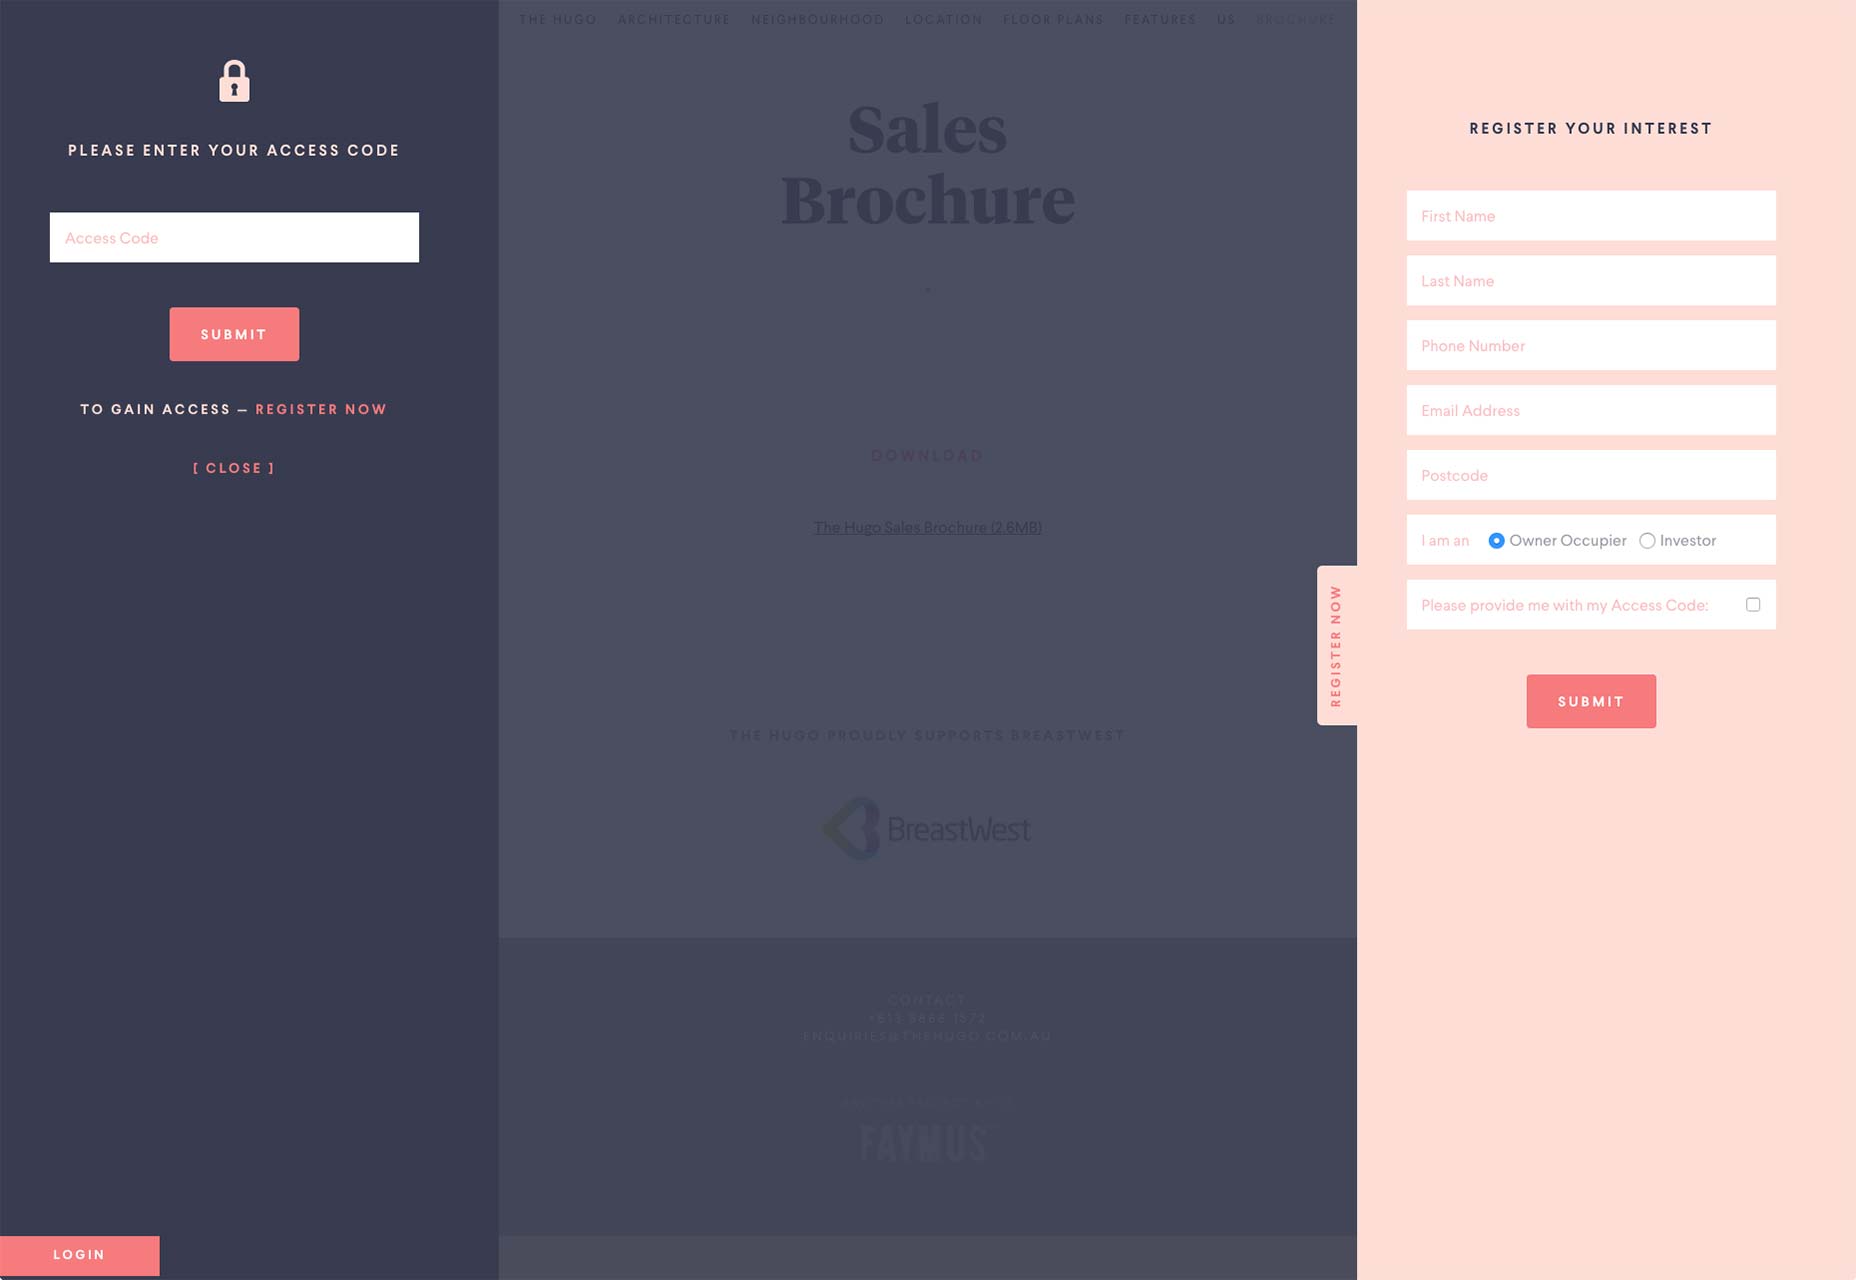 PLEASE ENTER YOUR ACCESS CODE
Access Code
SUBMIT
TO GAIN ACCESS — REGISTER NOW
[ CLOSE ]
LOGIN
THE HUGO ARCHITECTURE NEIGHBOURHOOD LOCATION FLOOR PLANS FEATURES US BROCHURE
Sales
Brochure
DOWNLOAD
The Hugo Sales Brochure (2.6MB)
THE HUGO PROUDLY SUPPORTS BREASTWEST
BreastWest
CONTACT
ENQUIRIES@THEHUGO.COM.AU
FAYMUS
REGISTER NOW
REGISTER YOUR INTEREST
First Name
Last Name
Phone Number
Email Address
Postcode
I am an Owner Occupier Investor
Please provide me with my Access Code:
SUBMIT